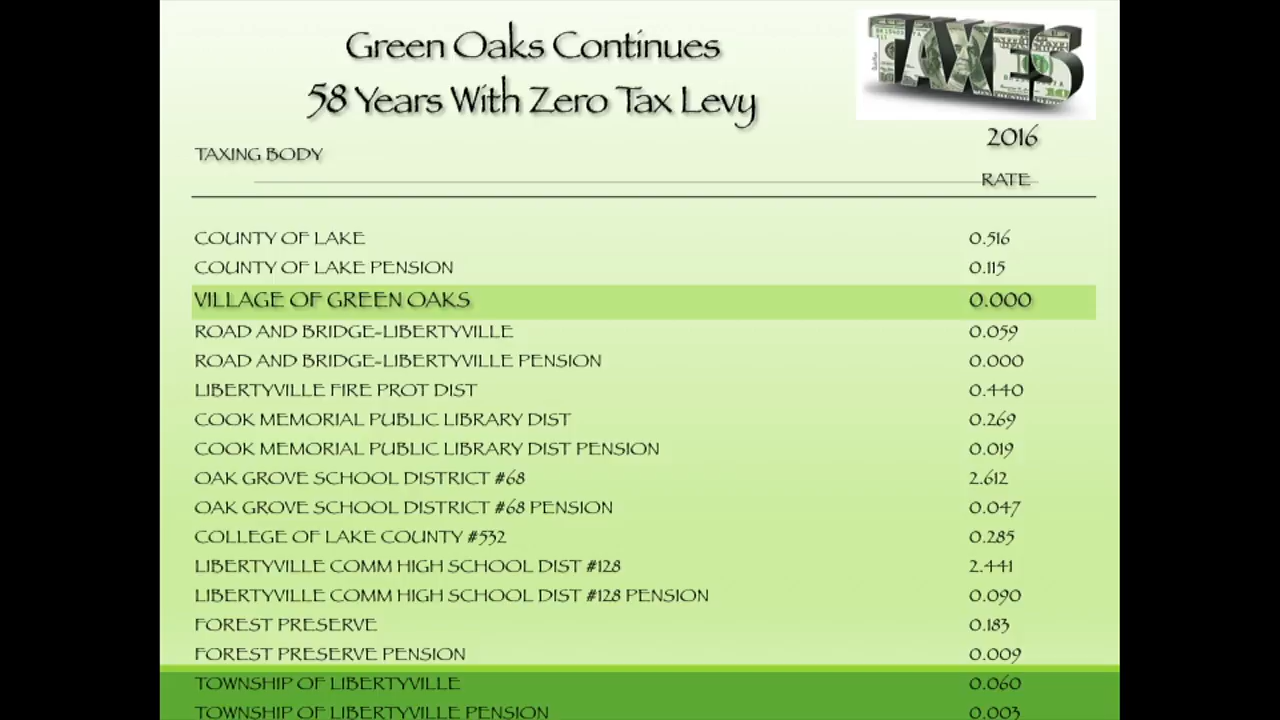 Green Oaks Continues
58 Years With Zero Tax Levy
TAXES
2016
TAXING BODY
RATE
COUNTY OF LAKE 0.516
COUNTY OF LAKE PENSION 0.115
VILLAGE OF GREEN OAKS 0.000
ROAD AND BRIDGE-LIBERTYVILLE 0.059
ROAD AND BRIDGE-LIBERTYVILLE PENSION 0.000
LIBERTYVILLE FIRE PROT DIST 0.440
COOK MEMORIAL PUBLIC LIBRARY DIST 0.269
COOK MEMORIAL PUBLIC LIBRARY DIST PENSION 0.019
OAK GROVE SCHOOL DISTRICT #68 2.612
OAK GROVE SCHOOL DISTRICT #68 PENSION 0.047
COLLEGE OF LAKE COUNTY #532 0.285
LIBERTYVILLE COMM HIGH SCHOOL DIST #128 2.441
LIBERTYVILLE COMM HIGH SCHOOL DIST #128 PENSION 0.090
FOREST PRESERVE 0.183
FOREST PRESERVE PENSION 0.009
TOWNSHIP OF LIBERTYVILLE 0.060
TOWNSHIP OF LIBERTYVILLE PENSION 0.003